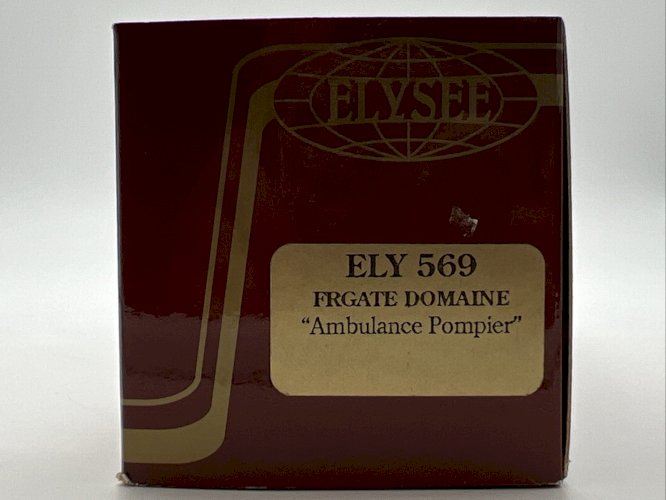 ELYSEE
ELY 569
FRGATE DOMAINE
“Ambulance Pompier”